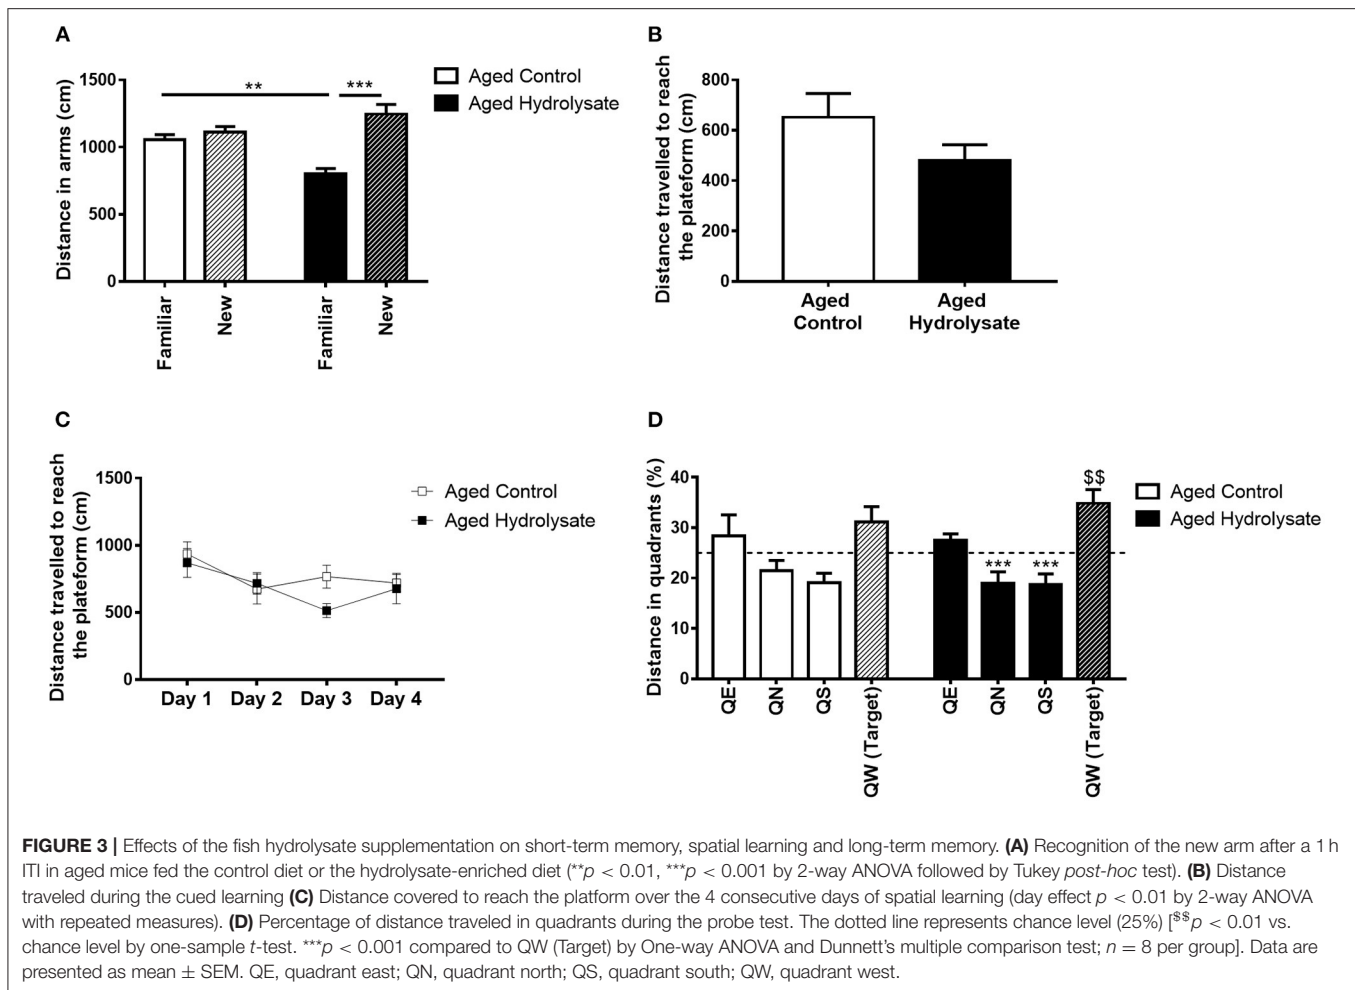 A
Distance in arms (cm)
1500
1000
500
0
**
***
Familiar
New
Familiar
New
Aged Control
Aged Hydrolysate
B
Distance travelled to reach
the plateform (cm)
800
600
400
200
0
Aged
Control
Aged
Hydrolysate
C
Distance travelled to reach
the plateform (cm)
1500
1000
500
0
Day 1 Day 2 Day 3 Day 4
Aged Control
Aged Hydrolysate
D
Distance in quadrants (%)
40
30
20
10
0
***
***
$$
QE
QN
QS
QW (Target)
QE
QN
QS
QW (Target)
Aged Control
Aged Hydrolysate
FIGURE 3 | Effects of the fish hydrolysate supplementation on short-term memory, spatial learning and long-term memory. (A) Recognition of the new arm after a 1 h
ITI in aged mice fed the control diet or the hydrolysate-enriched diet (**p < 0.01, ***p < 0.001 by 2-way ANOVA followed by Tukey post-hoc test). (B) Distance
traveled during the cued learning (C) Distance covered to reach the platform over the 4 consecutive days of spatial learning (day effect p < 0.01 by 2-way ANOVA
with repeated measures). (D) Percentage of distance traveled in quadrants during the probe test. The dotted line represents chance level (25%) [$$p < 0.01 vs.
chance level by one-sample t-test. ***p < 0.001 compared to QW (Target) by One-way ANOVA and Dunnett's multiple comparison test; n = 8 per group]. Data are
presented as mean ± SEM. QE, quadrant east; QN, quadrant north; QS, quadrant south; QW, quadrant west.